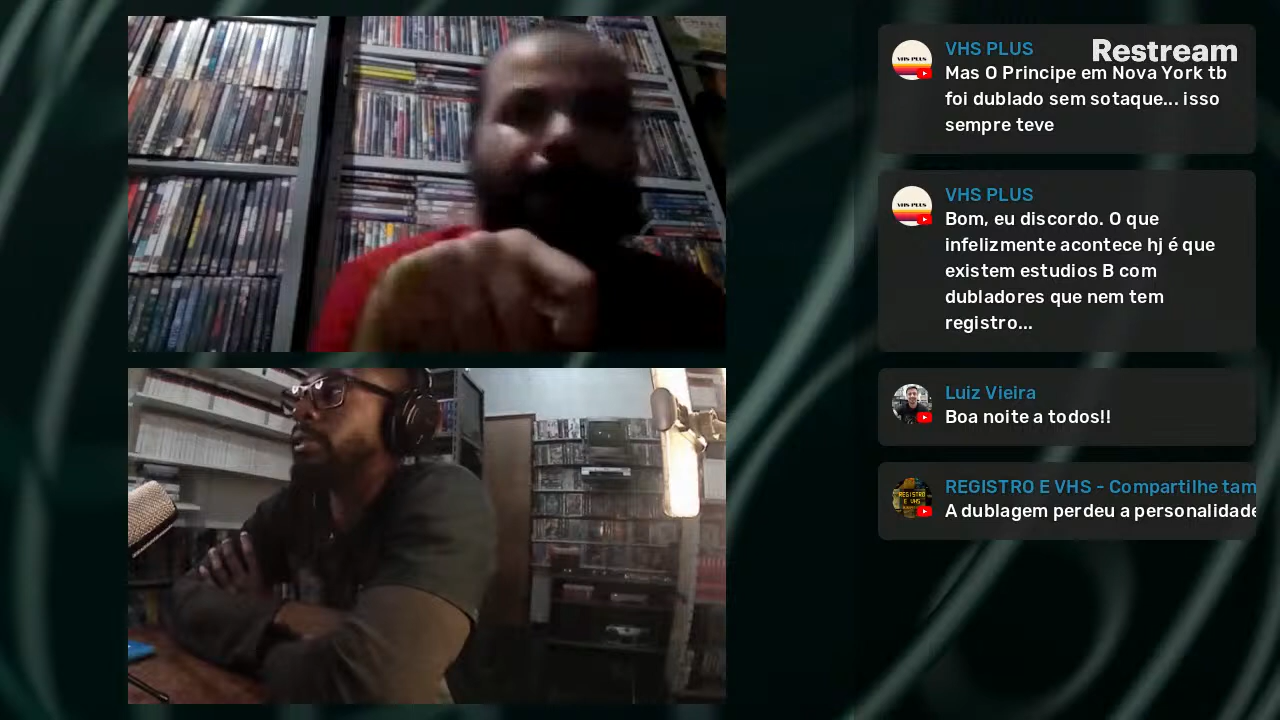 Restream
VHS PLUS
Mas O Principe em Nova York tb
foi dublado sem sotaque... isso
sempre teve
VHS PLUS
Bom, eu discordo. O que
infelizmente acontece hj é que
existem estudios B com
dubladores que nem tem
registro...
Luiz Vieira
Boa noite a todos!!
REGISTRO E VHS - Compartilhe tam
A dublagem perdeu a personalidade